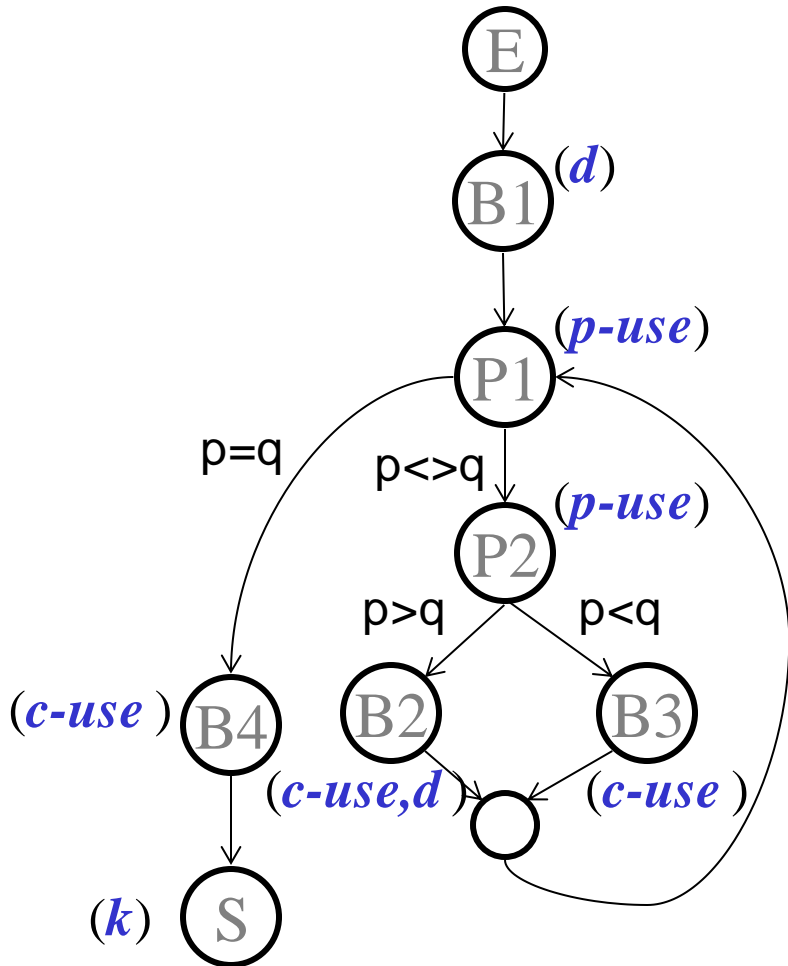 E
B1
(d)
(p-use)
P1
p=q
p<>q
(p-use)
P2
p>q
p<q
(c-use )
B4
B2
B3
(c-use,d )
(c-use )
(k)
S